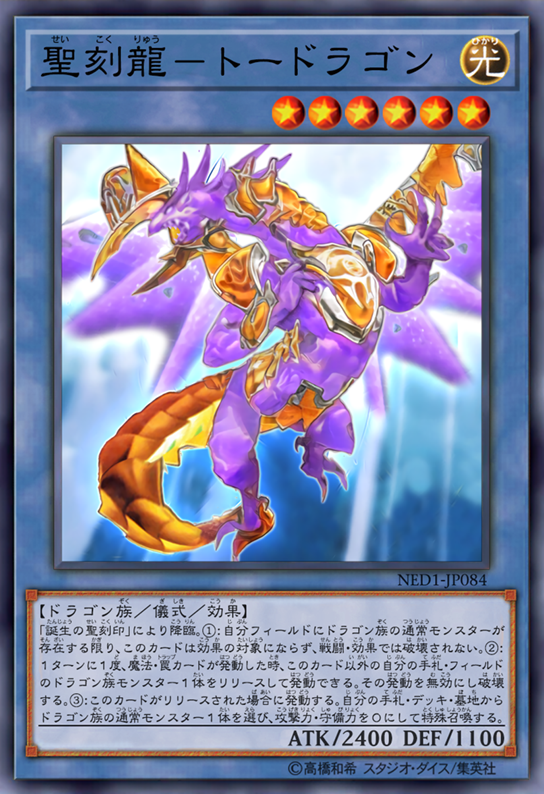 せい こく りゅう
聖刻龍－トードラゴン
ひかり
光
NED1-JP084
【ドラゴン族／儀式／効果】
「誕生の聖刻印」により降臨。①：自分フィールドにドラゴン族の通常モンスターが
存在する限り、このカードは効果の対象にならず、戦闘・効果では破壊されない。②：
1ターンに1度、魔法・罠カードが発動した時、このカード以外の自分の手札・フィールド
のドラゴン族モンスター1体をリリースして発動できる。その発動を無効にし破壊
する。③：このカードがリリースされた場合に発動する。自分の手札・デッキ・墓地から
ドラゴン族の通常モンスター1体を選び、攻撃力・守備力を0にして特殊召喚する。
ATK/2400 DEF/1100
©高橋和希 スタジオ・ダイス/集英社